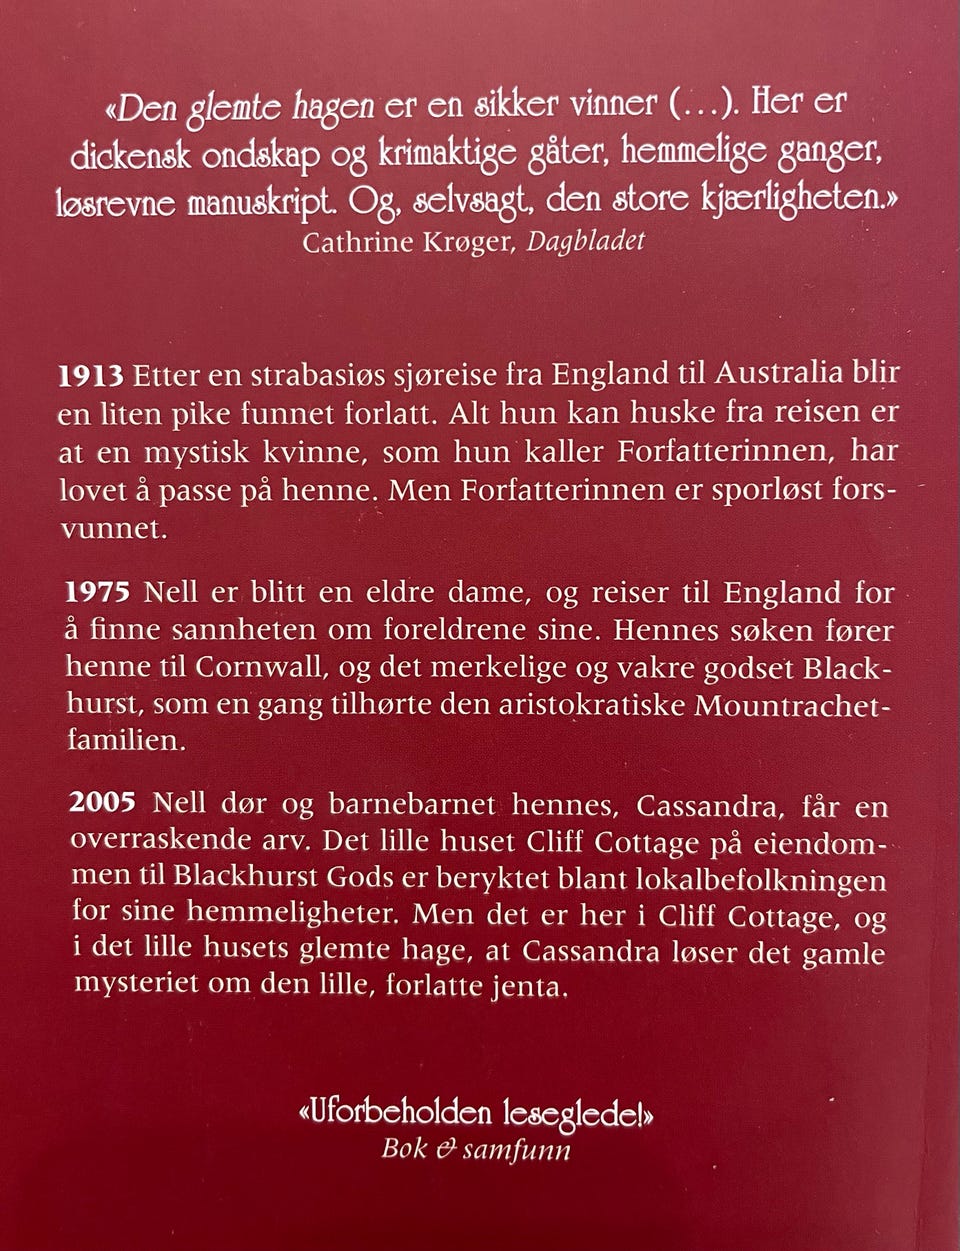 «Den glemte hagen er en sikker vinner (...). Her er
dickensk ondskap og krimaktige gåter, hemmelige ganger,
løsrevne manuskript. Og, selvsagt, den store kjærligheten.»
Cathrine Krøger, Dagbladet
1913 Etter en strabasiøs sjøreise fra England til Australia blir
en liten pike funnet forlatt. Alt hun kan huske fra reisen er
at en mystisk kvinne, som hun kaller Forfatterinnen, har
lovet å passe på henne. Men Forfatterinnen er sporløst fors-
vunnet.
1975 Nell er blitt en eldre dame, og reiser til England for
å finne sannheten om foreldrene sine. Hennes søken fører
henne til Cornwall, og det merkelige og vakre godset Black-
hurst, som en gang tilhørte den aristokratiske Mountrachet-
familien.
2005 Nell dør og barnebarnet hennes, Cassandra, får en
overraskende arv. Det lille huset Cliff Cottage på eiendom-
men til Blackhurst Gods er beryktet blant lokalbefolkningen
for sine hemmeligheter. Men det er her i Cliff Cottage, og
i det lille husets glemte hage, at Cassandra løser det gamle
mysteriet om den lille, forlatte jenta.
«Uforbeholden leseglede!»
Bok & samfunn